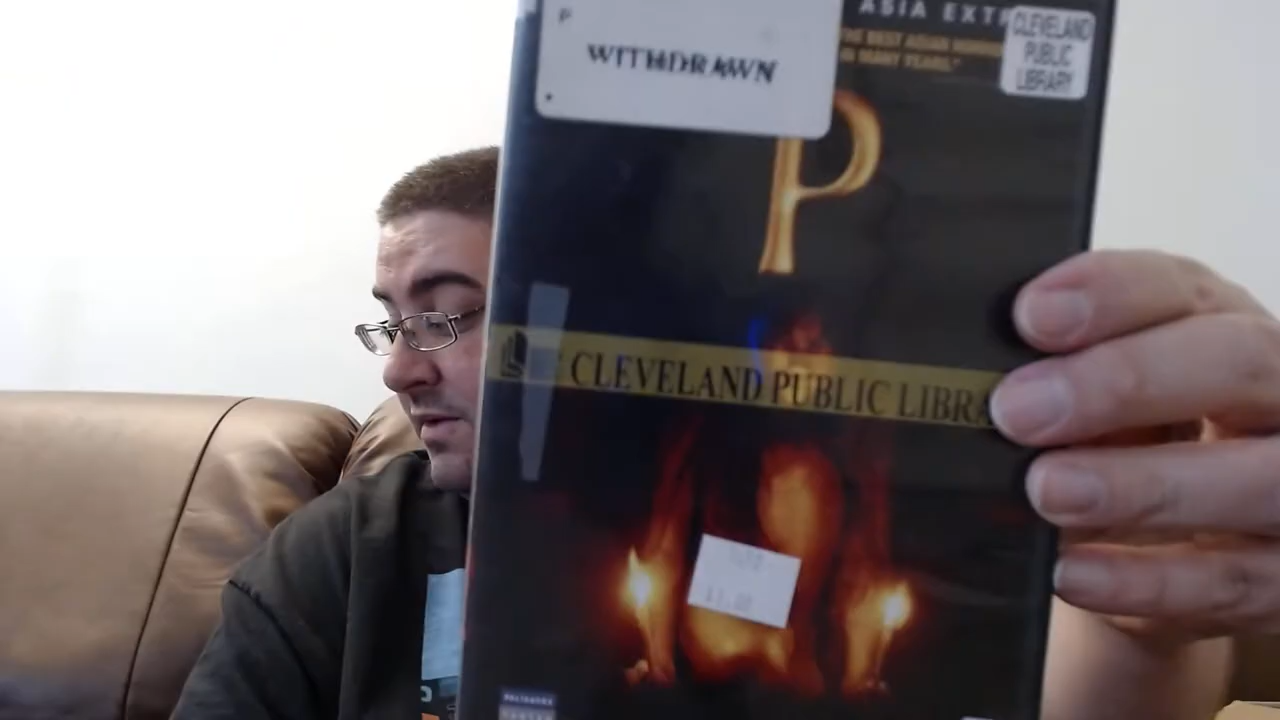 ASIA EXTR
P
WITHDRAWN
CLEVELAND
PUBLIC
LIBRARY
THE BEST ASIAN HORROR
IN MANY YEARS."
P
CLEVELAND PUBLIC LIBRA